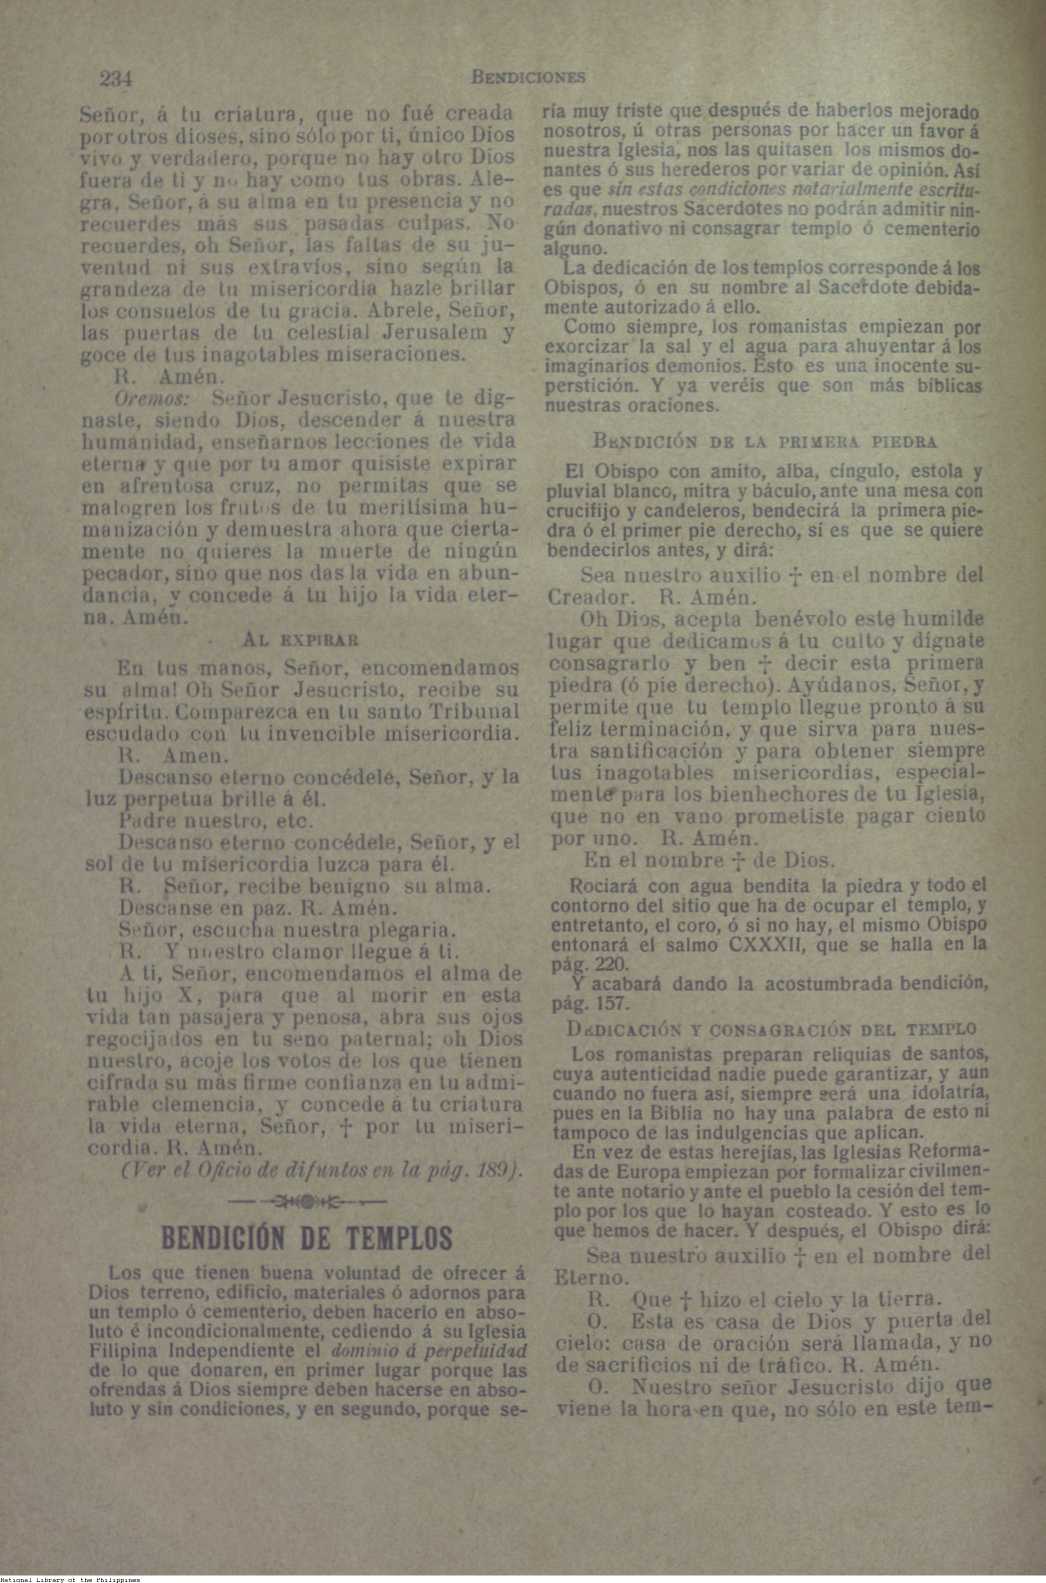 234
BENDICIONES
Señor, á tu criatura, que no fué creada
por otros dioses, sino sólo por ti, único Dios
vivo y verdadero, porque no hay otro Dios
fuera de ti y no hay como tus obras. Ale-
gra, Señor, á su alma en tu presencia y no
recuerdes más sus pasadas culpas. No
recuerdes, oh Señor, las faltas de su ju-
ventud ni sus extravíos, sino según la
grandeza de tu misericordia hazle brillar
los consuelos de tu gracia. Abrele, Señor,
las puertas de tu celestial Jerusalem y
goce de tus inagotables miseraciones.
R. Amén.
Oremos: Señor Jesucristo, que te dig-
naste, siendo Dios, descender á nuestra
humanidad, enseñarnos lecciones de vida
eterna y que por tu amor quisiste expirar
en afrentosa cruz, no permitas que se
malogren los frutos de tu meritísima hu-
manización y demuestra ahora que cierta-
mente no quieres la muerte de ningún
pecador, sino que nos das la vida en abun-
dancia, y concede á tu hijo la vida eter-
na. Amén.
AL EXPIRAR
En tus manos, Señor, encomendamos
su alma! Oh Señor Jesucristo, recibe su
espíritu. Comparezca en tu santo Tribunal
escudado con tu invencible misericordia.
R. Amen.
Descanso eterno concédele, Señor, y la
luz perpetua brille á él.
Padre nuestro, etc.
Descanso eterno concédele, Señor, y el
sol de tu misericordia luzca para él.
R. Señor, recibe benigno su alma.
Descanse en paz. R. Amén.
Señor, escucha nuestra plegaria.
R. Y nuestro clamor llegue á ti.
A ti, Señor, encomendamos el alma de
tu hijo X, para que al morir en esta
vida tan pasajera y penosa, abra sus ojos
regocijados en tu seno paternal; oh Dios
nuestro, acoje los votos de los que tienen
cifrada su más firme confianza en tu admi-
rable clemencia, y concede á tu criatura
la vida eterna, Señor, † por tu miseri-
cordia. R. Amén.
(Ver el Oficio de difuntos en la pág. 189).
BENDICIÓN DE TEMPLOS
Los que tienen buena voluntad de ofrecer á
Dios terreno, edificio, materiales ó adornos para
un templo ó cementerio, deben hacerlo en abso-
luto é incondicionalmente, cediendo á su Iglesia
Filipina Independiente el dominio á perpetuidad
de lo que donaren, en primer lugar porque las
ofrendas á Dios siempre deben hacerse en abso-
luto y sin condiciones, y en segundo, porque se-
ría muy triste que después de haberlos mejorado
nosotros, ú otras personas por hacer un favor á
nuestra Iglesia, nos las quitasen los mismos do-
nantes ó sus herederos por variar de opinión. Así
es que sin estas condiciones notarialmente escritu-
radas, nuestros Sacerdotes no podrán admitir nin-
gún donativo ni consagrar templo ó cementerio
alguno.
La dedicación de los templos corresponde á los
Obispos, ó en su nombre al Sacerdote debida-
mente autorizado á ello.
Como siempre, los romanistas empiezan por
exorcizar la sal y el agua para ahuyentar á los
imaginarios demonios. Esto es una inocente su-
perstición. Y ya veréis que son más bíblicas
nuestras oraciones.
BENDICIÓN DE LA PRIMERA PIEDRA
El Obispo con amito, alba, cíngulo, estola y
pluvial blanco, mitra y báculo, ante una mesa con
crucifijo y candeleros, bendecirá la primera pie-
dra ó el primer pie derecho, si es que se quiere
bendecirlos antes, y dirá:
Sea nuestro auxilio † en el nombre del
Creador. R. Amén.
Oh Dios, acepta benévolo este humilde
lugar que dedicamos á tu culto y dígnate
consagrarlo y ben † decir esta primera
piedra (ó pie derecho). Ayúdanos, Señor, y
permite que tu templo llegue pronto á su
feliz terminación, y que sirva para nues-
tra santificación y para obtener siempre
tus inagotables misericordias, especial-
mente para los bienhechores de tu Iglesia,
que no en vano prometiste pagar ciento
por uno. R. Amén.
En el nombre † de Dios.
Rociará con agua bendita la piedra y todo el
contorno del sitio que ha de ocupar el templo, y
entretanto, el coro, ó si no hay, el mismo Obispo
entonará el salmo CXXXII, que se halla en la
pág. 220.
Y acabará dando la acostumbrada bendición,
pág. 157.
DEDICACIÓN Y CONSAGRACIÓN DEL TEMPLO
Los romanistas preparan reliquias de santos,
cuya autenticidad nadie puede garantizar, y aun
cuando no fuera así, siempre será una idolatría,
pues en la Biblia no hay una palabra de esto ni
tampoco de las indulgencias que aplican.
En vez de estas herejías, las Iglesias Reforma-
das de Europa empiezan por formalizar civilmen-
te ante notario y ante el pueblo la cesión del tem-
plo por los que lo hayan costeado. Y esto es lo
que hemos de hacer. Y después, el Obispo dirá:
Sea nuestro auxilio † en el nombre del
Eterno.
R. Que † hizo el cielo y la tierra.
O. Esta es casa de Dios y puerta del
cielo: casa de oración será llamada, y no
de sacrificios ni de tráfico. R. Amén.
O. Nuestro señor Jesucristo dijo que
viene la hora en que, no sólo en este tem-
National Library of the Philippines